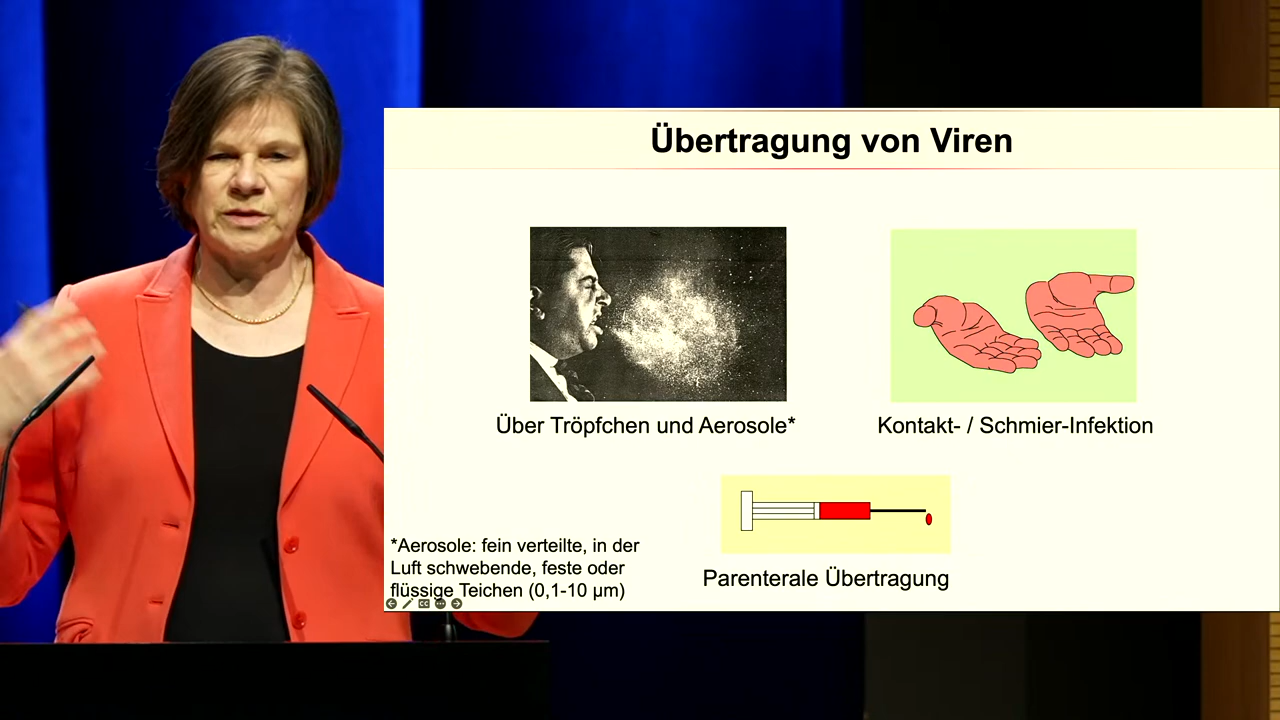 Übertragung von Viren
Über Tröpfchen und Aerosole*
Kontakt- / Schmier-Infektion
Parenterale Übertragung
*Aerosole: fein verteilte, in der
Luft schwebende, feste oder
flüssige Teichen (0,1-10 µm)